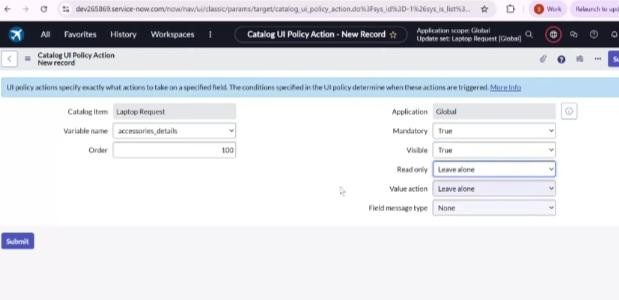 dev265869.service-now.com/now/nav/ui/classic/params/target/catalog_ui_policy_action.do%3Fsys_id%3D-1%26sys_is_list%3...
Work
Relaunch to upd
All Favorites History Workspaces
Catalog UI Policy Action - New Record
Application scope: Global
Update set: Laptop Request [Global]
Catalog UI Policy Action
New record
UI policy actions specify exactly what actions to take on a specified field. The conditions specified in the UI policy determine when these actions are triggered. More Info
Catalog Item Laptop Request
Application Global
Variable name accessories_details
Mandatory True
Order 100
Visible True
Read only Leave alone
Value action Leave alone
Field message type None
Submit